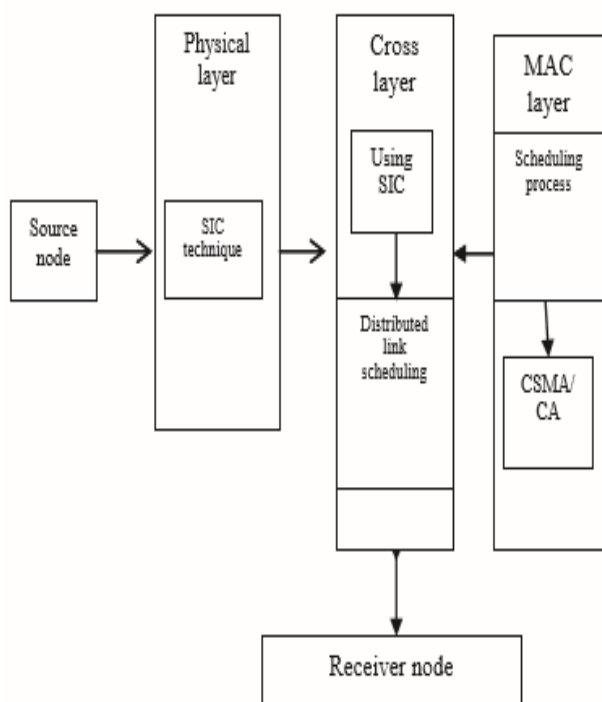 Physical
layer
Cross
layer
MAC
layer
Using
SIC
Scheduling
process
Source
node
SIC
technique
Distributed
link
scheduling
CSMA/
CA
Receiver node